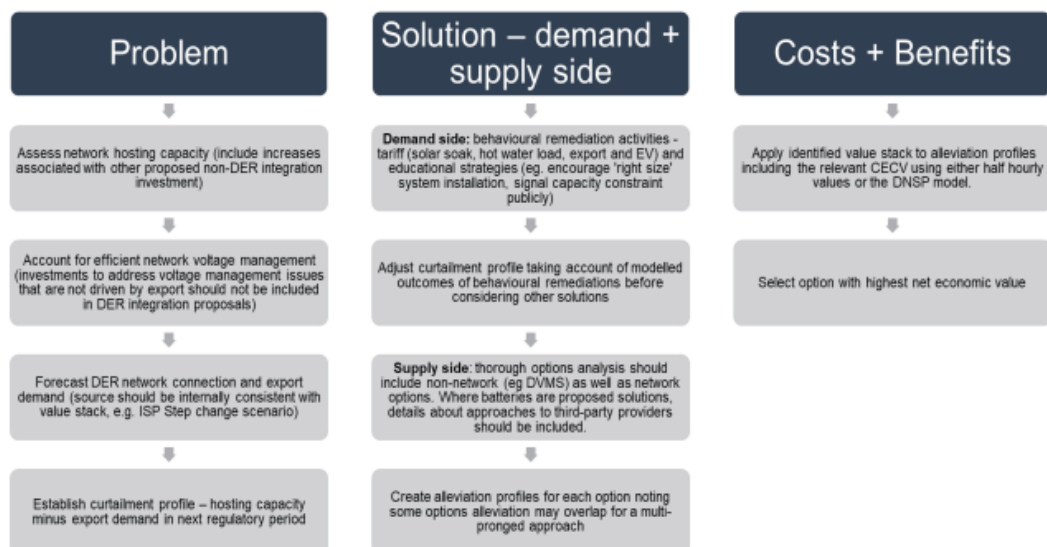 Problem
Assess network hosting capacity (include increases
associated with other proposed non-DER integration
investment)
Account for efficient network voltage management
(investments to address voltage management issues
that are not driven by export should not be included
in DER integration proposals)
Forecast DER network connection and export
demand (source should be internally consistent with
value stack, e.g. ISP Step change scenario)
Establish curtailment profile – hosting capacity
minus export demand in next regulatory period
Solution – demand +
supply side
Demand side: behavioural remediation activities -
tariff (solar soak, hot water load, export and EV) and
educational strategies (eg. encourage 'right size'
system installation, signal capacity constraint
publicly)
Adjust curtailment profile taking account of modelled
outcomes of behavioural remediations before
considering other solutions
Supply side: thorough options analysis should
include non-network (eg DVMS) as well as network
options. Where batteries are proposed solutions,
details about approaches to third-party providers
should be included.
Create alleviation profiles for each option noting
some options alleviation may overlap for a multi-
pronged approach
Costs + Benefits
Apply identified value stack to alleviation profiles
including the relevant CECV using either half hourly
values or the DNSP model.
Select option with highest net economic value